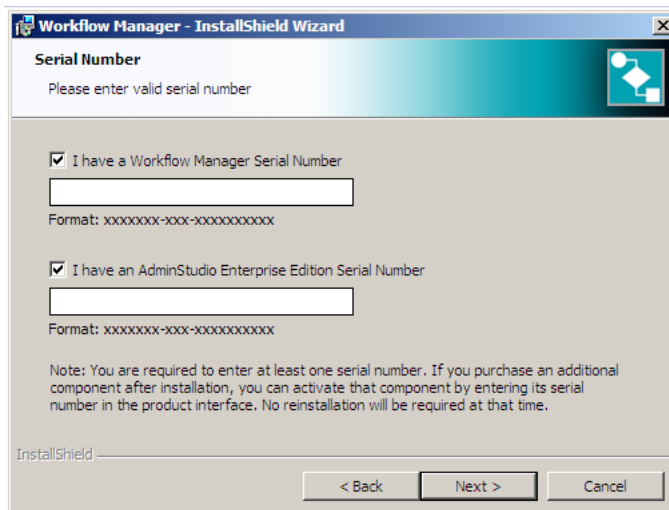 Workflow Manager - InstallShield Wizard
Serial Number
Please enter valid serial number
I have a Workflow Manager Serial Number
Format: xxxxxxx-xxx-xxxxxxxxxx
I have an AdminStudio Enterprise Edition Serial Number
Format: xxxxxxx-xxx-xxxxxxxxxx
Note: You are required to enter at least one serial number. If you purchase an additional
component after installation, you can activate that component by entering its serial
number in the product interface. No reinstallation will be required at that time.
InstallShield
< Back Next > Cancel